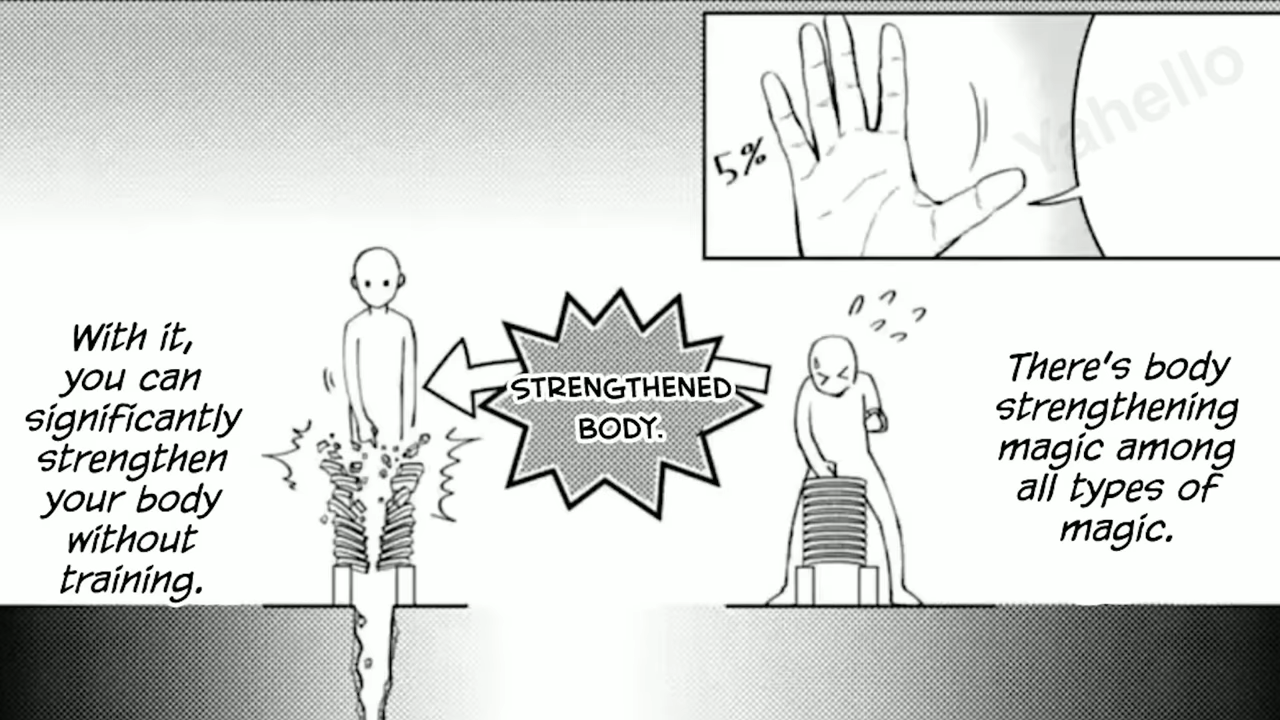 Yahello
5%
There's body
strengthening
magic among
all types of
magic.
STRENGTHENED
BODY.
With it,
you can
significantly
strengthen
your body
without
training.